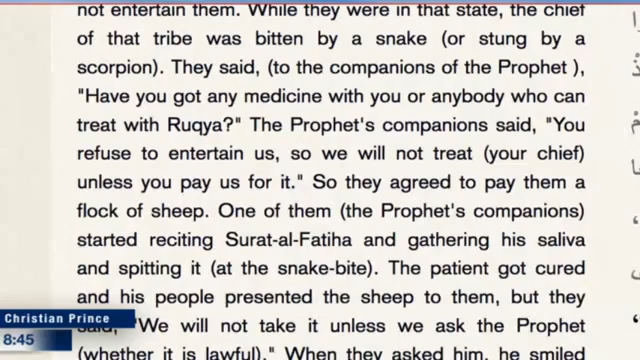 not entertain them. While they were in that state, the chief
of that tribe was bitten by a snake (or stung by a
scorpion). They said, (to the companions of the Prophet ),
"Have you got any medicine with you or anybody who can
treat with Ruqya?" The Prophet's companions said, "You
refuse to entertain us, so we will not treat (your chief)
unless you pay us for it." So they agreed to pay them a
flock of sheep. One of them (the Prophet's companions)
started reciting Surat-al-Fatiha and gathering his saliva
and spitting it (at the snake-bite). The patient got cured
and his people presented the sheep to them, but they
said, "We will not take it unless we ask the Prophet
(whether it is lawful)." When they asked him, he smiled
Christian Prince
8:45